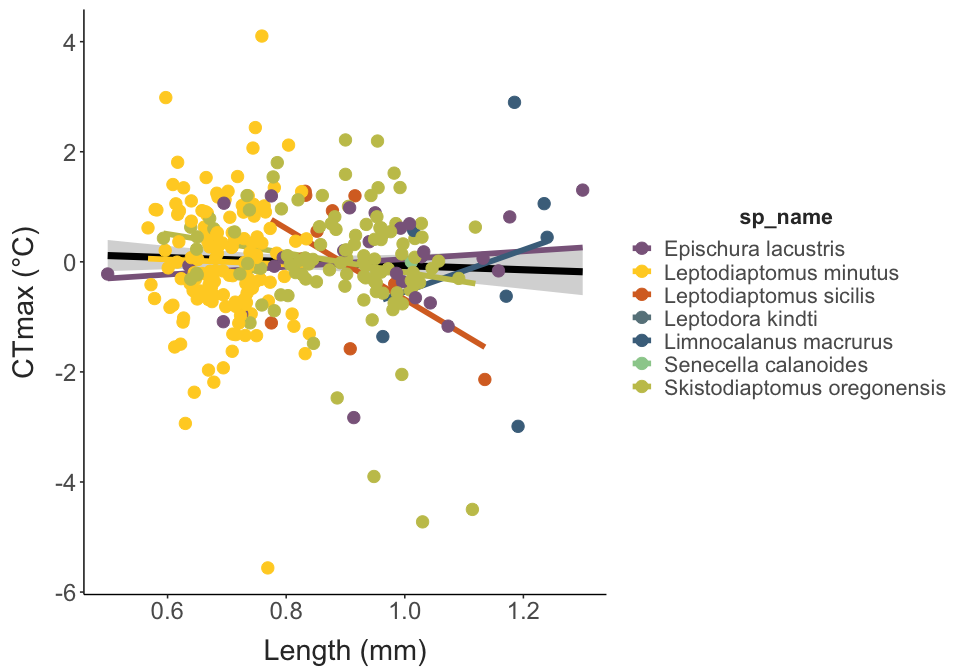 4
2
0
-2
-4
-6
CTmax (°C)
0.6 0.8 1.0 1.2
Length (mm)
sp_name
Epischura lacustris
Leptodiaptomus minutus
Leptodiaptomus sicilis
Leptodora kindti
Limnocalanus macrurus
Senecella calanoides
Skistodiaptomus oregonensis